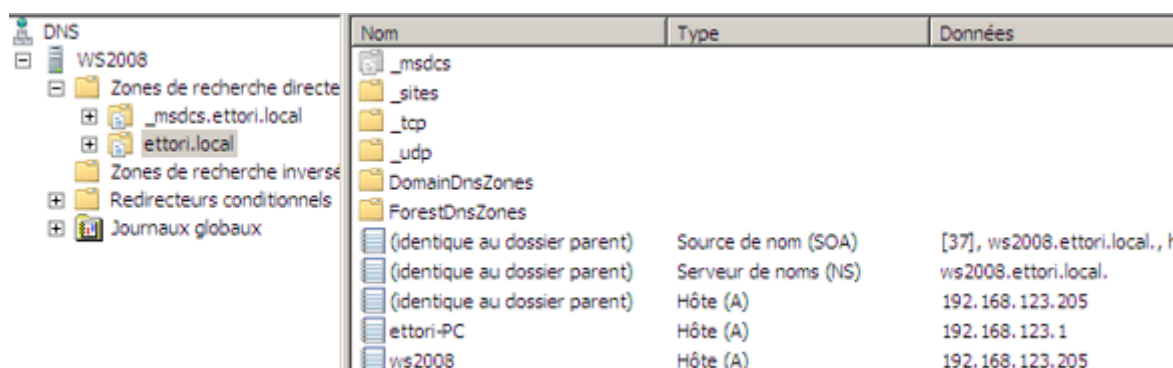 DNS
WS2008
Zones de recherche directe
_msdcs.ettori.local
ettori.local
Zones de recherche inversé
Redirecteurs conditionnels
Journaux globaux
Nom Type Données
_msdcs
_sites
_tcp
_udp
DomainDnsZones
ForestDnsZones
(identique au dossier parent) Source de nom (SOA) [37], ws2008.ettori.local., h
(identique au dossier parent) Serveur de noms (NS) ws2008.ettori.local.
(identique au dossier parent) Hôte (A) 192.168.123.205
ettori-PC Hôte (A) 192.168.123.1
ws2008 Hôte (A) 192.168.123.205